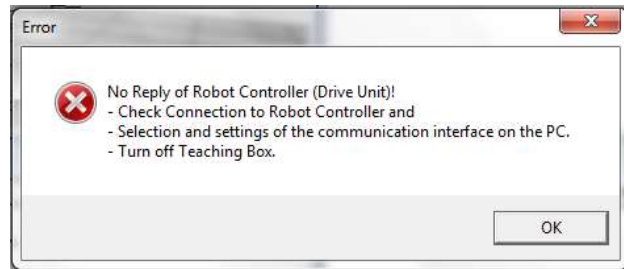 Error
No Reply of Robot Controller (Drive Unit)!
- Check Connection to Robot Controller and
- Selection and settings of the communication interface on the PC.
- Turn off Teaching Box.
OK